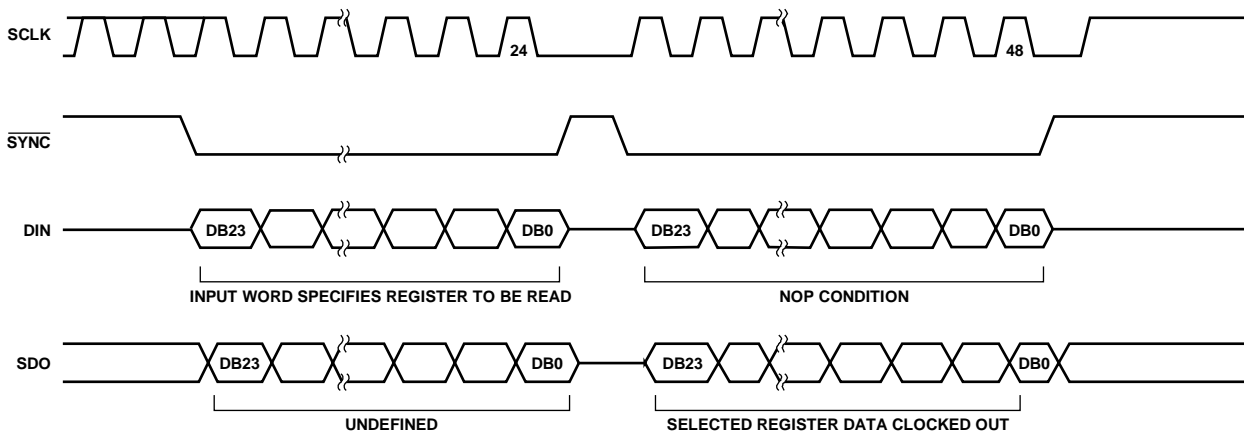 SCLK
24
48
SYNC
DIN
DB23
DB0
DB23
DB0
INPUT WORD SPECIFIES REGISTER TO BE READ
NOP CONDITION
SDO
DB23
DB0
DB23
DB0
UNDEFINED
SELECTED REGISTER DATA CLOCKED OUT